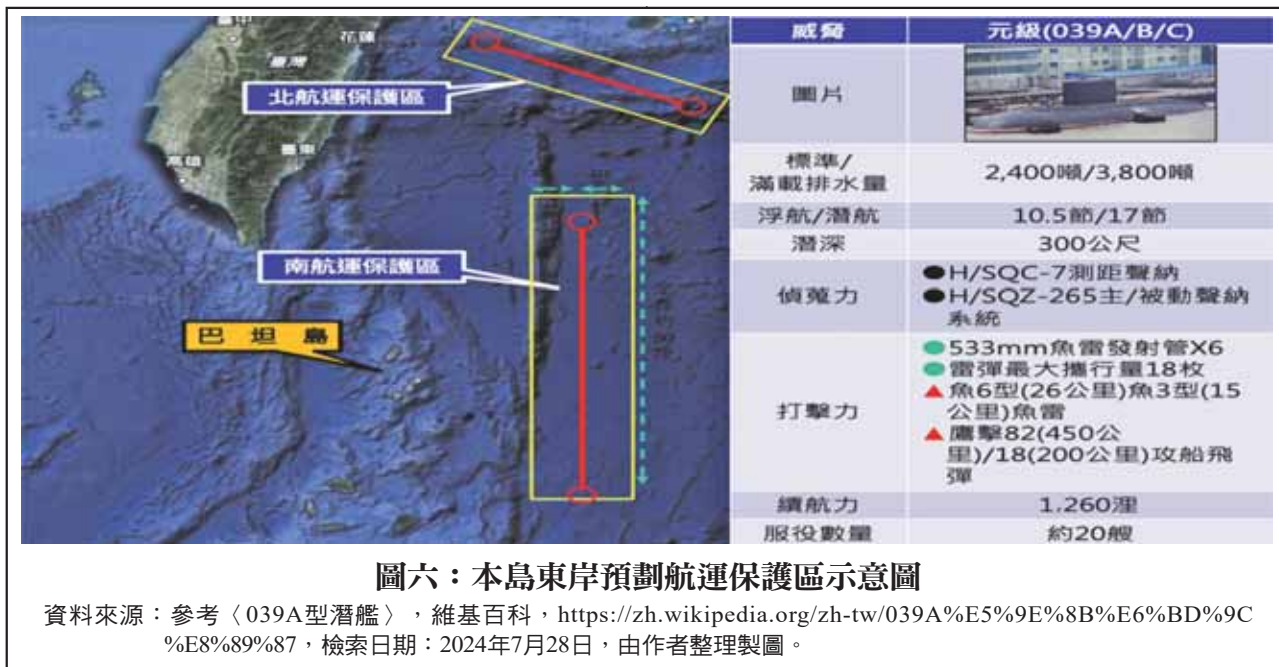 臺中
花蓮
臺灣
北航運保護區
高雄
臺東
南航運保護區
巴坦島
威脅
元級(039A/B/C)
圖片
標準/
滿載排水量
2,400噸/3,800噸
浮航/潛航
10.5節/17節
潛深
300公尺
偵蒐力
●H/SQC-7測距聲納
●H/SQZ-265主/被動聲納
系統
打擊力
●533mm魚雷發射管X6
●雷彈最大攜行量18枚
▲魚6型(26公里)魚3型(15
公里)魚雷
▲鷹擊82(450公
里)/18(200公里)攻船飛
彈
續航力
1,260浬
服役數量
約20艘
圖六：本島東岸預劃航運保護區示意圖
資料來源：參考〈039A型潛艦〉，維基百科，https://zh.wikipedia.org/zh-tw/039A%E5%9E%8B%E6%BD%9C
%E8%89%87，檢索日期：2024年7月28日，由作者整理製圖。